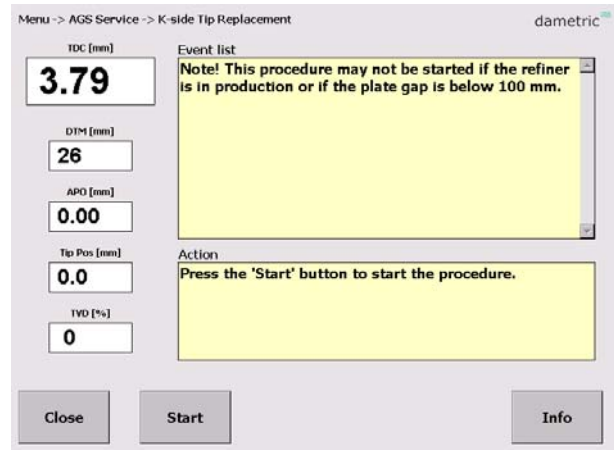 Menu -> AGS Service -> K-side Tip Replacement
dametric
TDC [mm]
3.79
DTM [mm]
26
APO [mm]
0.00
Tip Pos [mm]
0.0
TVD [%]
0
Event list
Note! This procedure may not be started if the refiner
is in production or if the plate gap is below 100 mm.
Action
Press the 'Start' button to start the procedure.
Close
Start
Info